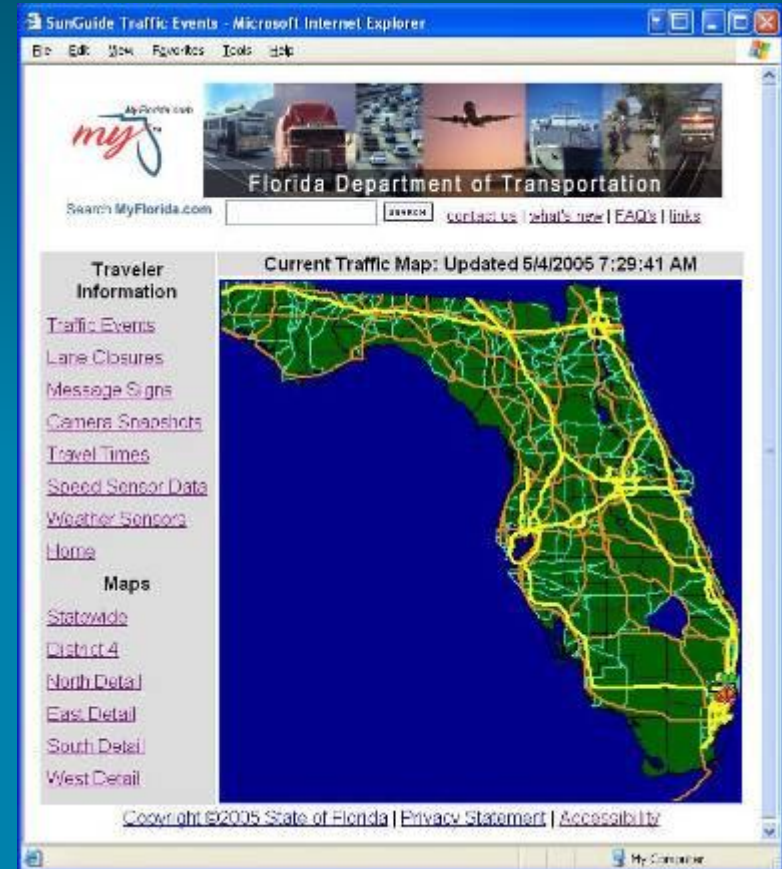 SunGuide Traffic Events - Microsoft Internet Explorer
File Edit View Favorites Tools Help
MyFlorida.com
my
Florida Department of Transportation
Search MyFlorida.com SEARCH contact us | what's new | FAQ's | links
Traveler Information
Traffic Events
Lane Closures
Message Signs
Camera Snapshots
Travel Times
Speed Sensor Data
Weather Sensors
Home
Maps
Statewide
District 4
North Detail
East Detail
South Detail
West Detail
Current Traffic Map: Updated 5/4/2005 7:29:41 AM
Copyright ©2005 State of Florida | Privacy Statement | Accessibility
My Computer